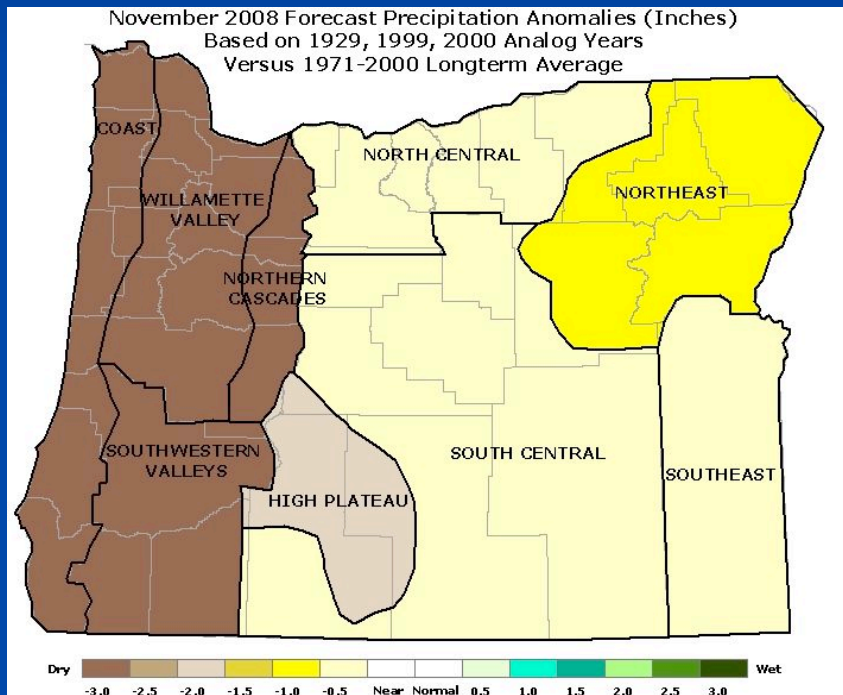 November 2008 Forecast Precipitation Anomalies (Inches)
Based on 1929, 1999, 2000 Analog Years
Versus 1971-2000 Longterm Average
COAST
NORTH CENTRAL
WILLAMETTE
VALLEY
NORTHEAST
NORTHERN
CASCADES
SOUTHWESTERN
VALLEYS
SOUTH CENTRAL
SOUTHEAST
HIGH PLATEAU
Dry Wet
-3.0 -2.5 -2.0 -1.5 -1.0 -0.5 Near Normal 0.5 1.0 1.5 2.0 2.5 3.0